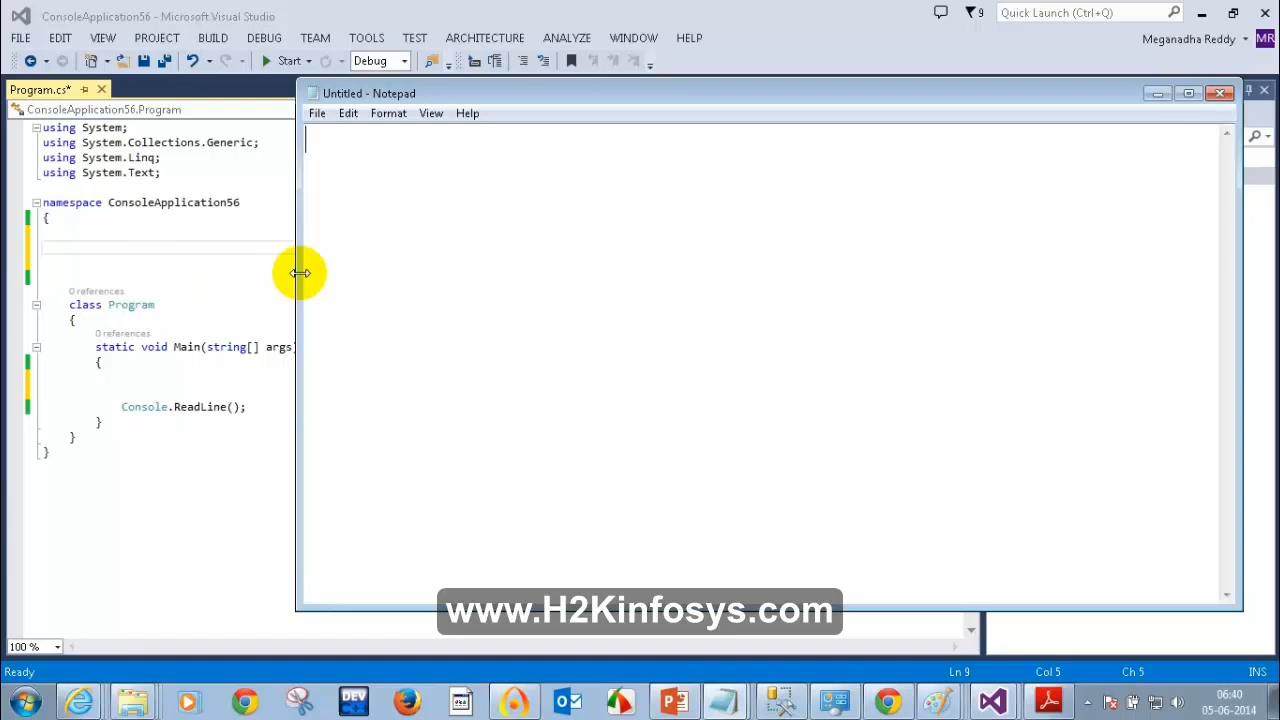 ConsoleApplication56 - Microsoft Visual Studio
9
Quick Launch (Ctrl+Q)
FILE EDIT VIEW PROJECT BUILD DEBUG TEAM TOOLS TEST ARCHITECTURE ANALYZE WINDOW HELP
Meganadha Reddy
MR
Start
Debug
Program.cs*
ConsoleApplication56.Program
using System;
using System.Collections.Generic;
using System.Linq;
using System.Text;
namespace ConsoleApplication56
{
0 references
class Program
{
0 references
static void Main(string[] args)
{
Console.ReadLine();
}
}
}
Untitled - Notepad
File Edit Format View Help
www.H2Kinfosys.com
100 %
Ready
Ln 9
Col 5
Ch 5
INS
DEV
06:40
05-06-2014